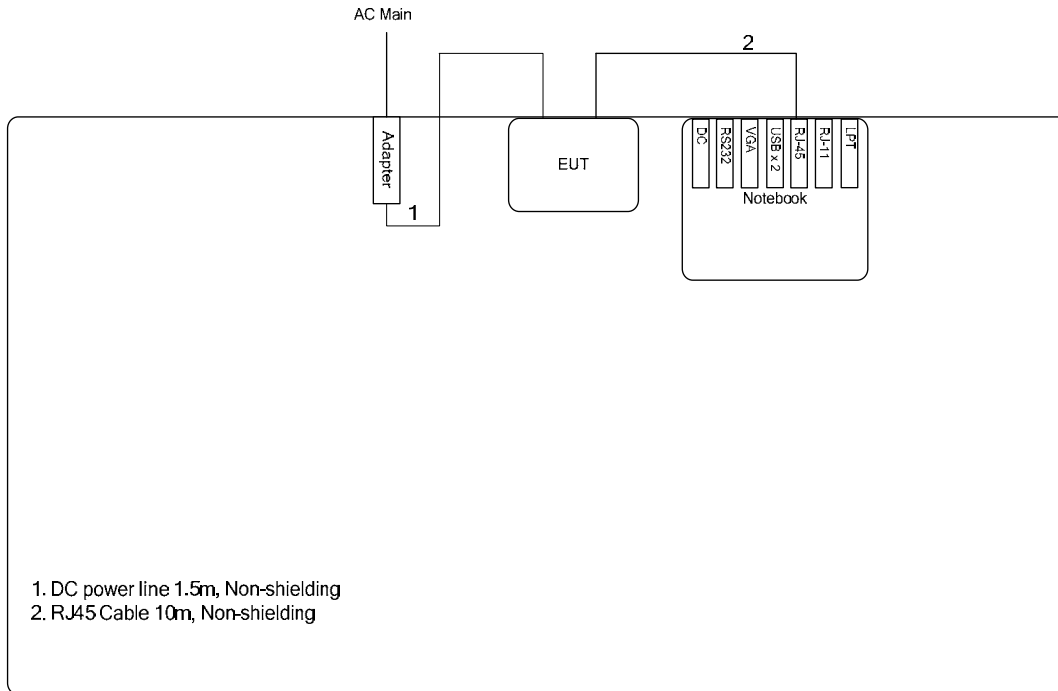 AC Main
2
Adapter
1
EUT
DC
RS232
VGA
USB x 2
RJ-45
RJ-11
LPT
Notebook
1. DC power line 1.5m, Non-shielding
2. RJ45 Cable 10m, Non-shielding